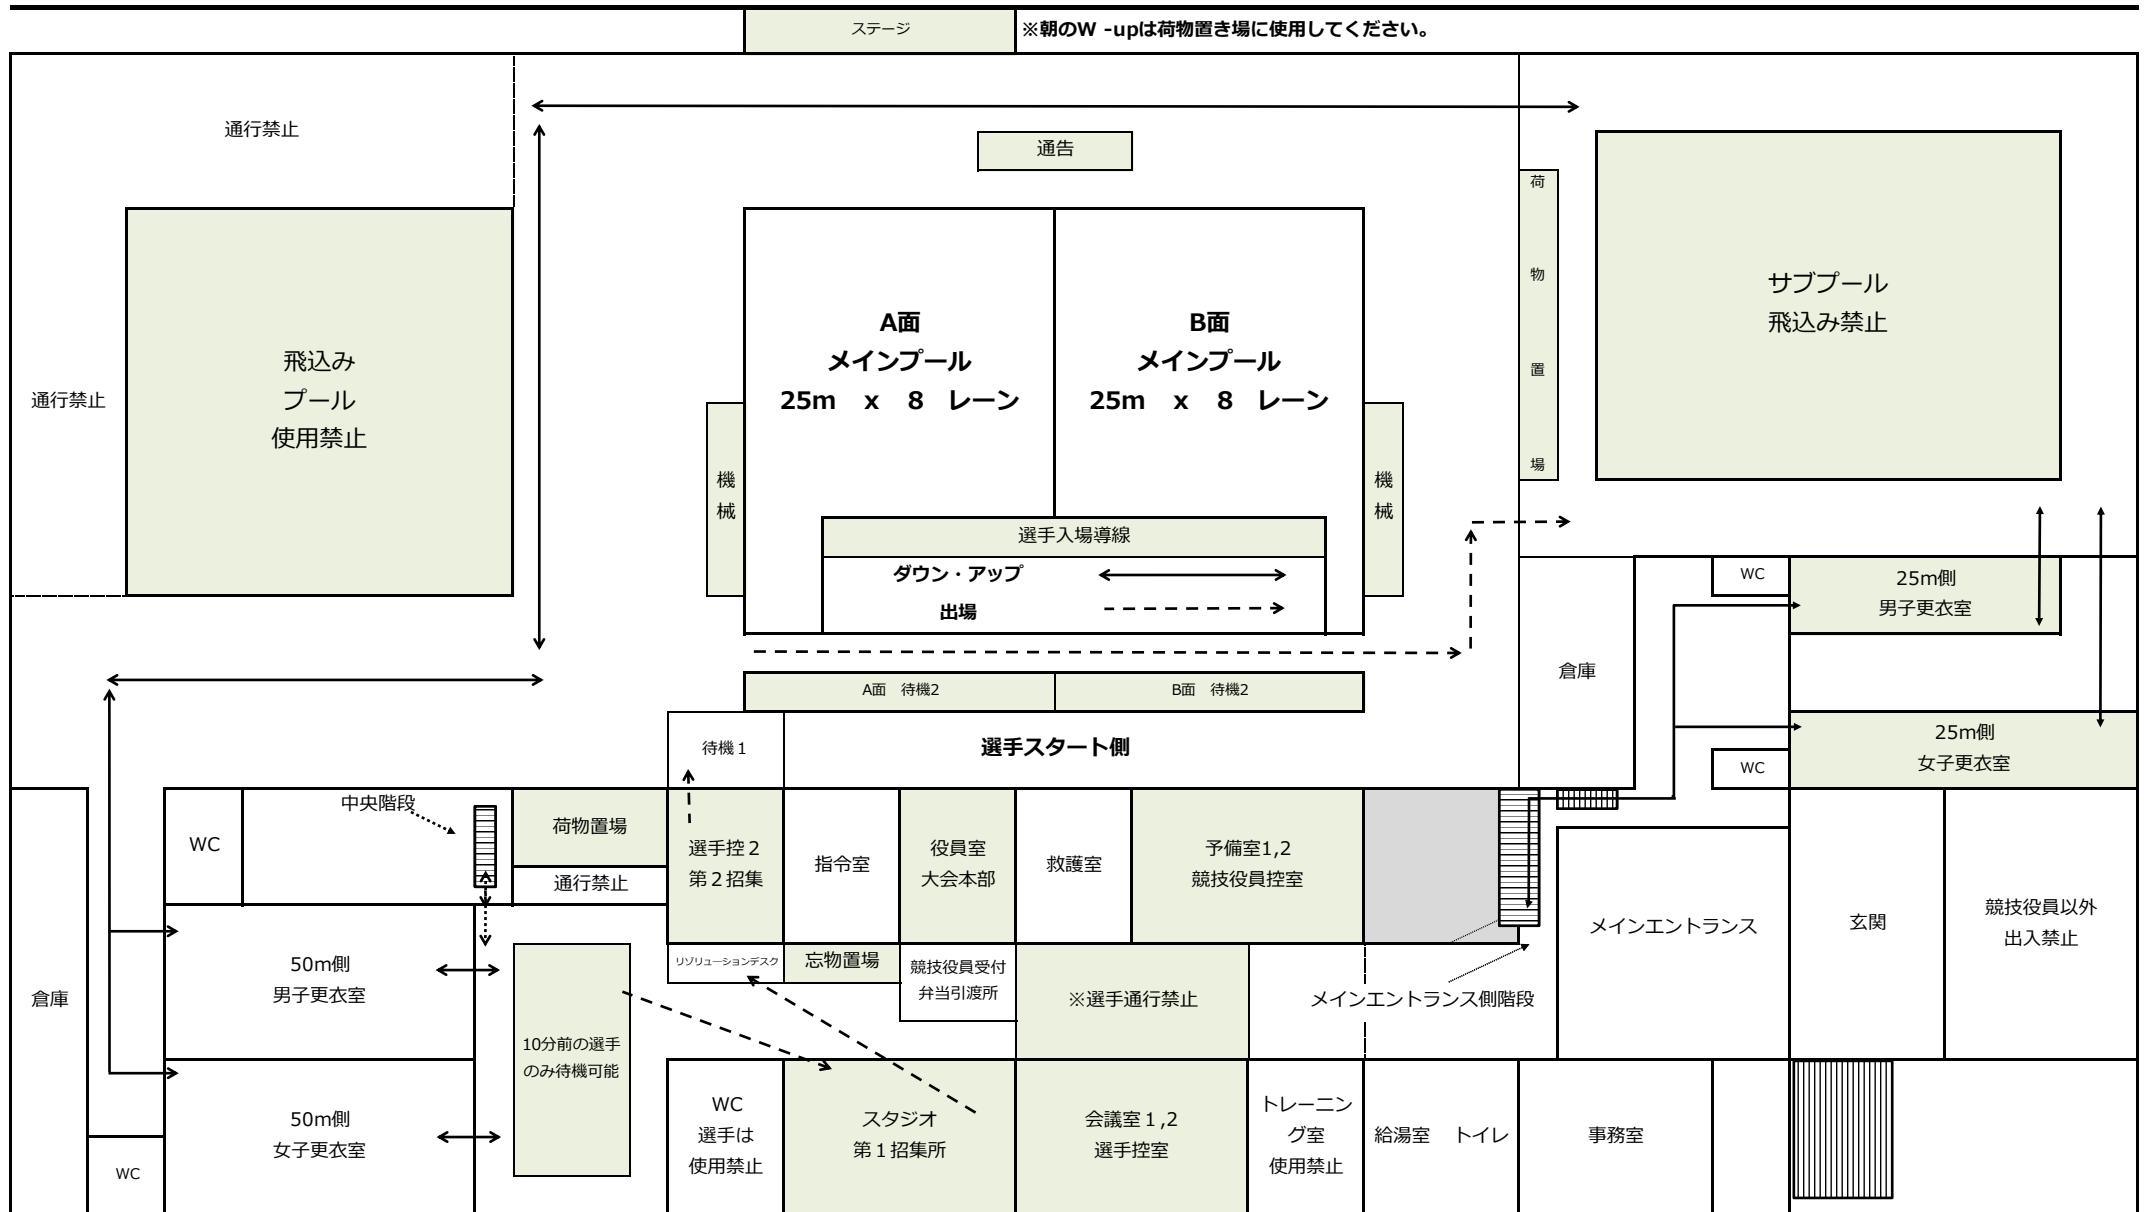 ステージ
※朝のW -upは荷物置き場に使用してください。
通行禁止
通告
荷
物
置
場
サブプール
飛込み禁止
飛込み
プール
使用禁止
通行禁止
A面
メインプール
25m x 8 レーン
B面
メインプール
25m x 8 レーン
機
械
機
械
選手入場導線
ダウン・アップ
出場
WC
25m側
男子更衣室
倉庫
A面 待機2
B面 待機2
待機１
選手スタート側
25m側
女子更衣室
WC
中央階段
WC
荷物置場
通行禁止
選手控２
第２招集
指令室
役員室
大会本部
救護室
予備室1,2
競技役員控室
メインエントランス
玄関
競技役員以外
出入禁止
倉庫
50m側
男子更衣室
リゾリューションデスク
忘物置場
競技役員受付
弁当引渡所
※選手通行禁止
メインエントランス側階段
10分前の選手
のみ待機可能
50m側
女子更衣室
WC
WC
選手は
使用禁止
スタジオ
第１招集所
会議室１,２
選手控室
トレーニン
グ室
使用禁止
給湯室 トイレ
事務室